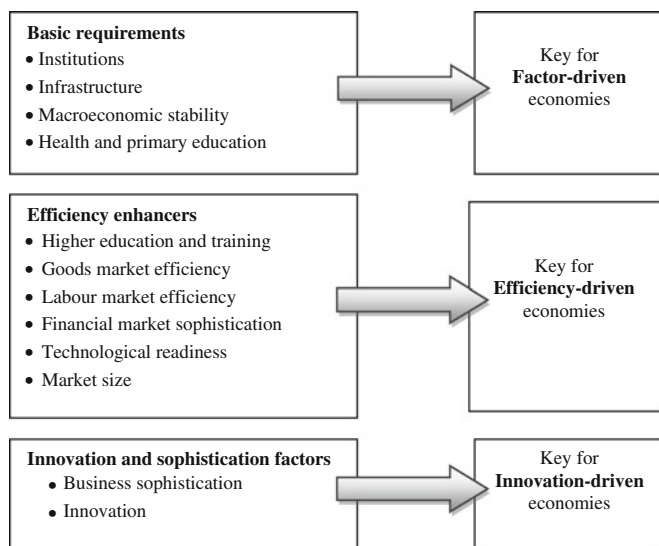 Basic requirements
• Institutions
• Infrastructure
• Macroeconomic stability
• Health and primary education
Key for
Factor-driven
economies
Efficiency enhancers
• Higher education and training
• Goods market efficiency
• Labour market efficiency
• Financial market sophistication
• Technological readiness
• Market size
Key for
Efficiency-driven
economies
Innovation and sophistication factors
• Business sophistication
• Innovation
Key for
Innovation-driven
economies